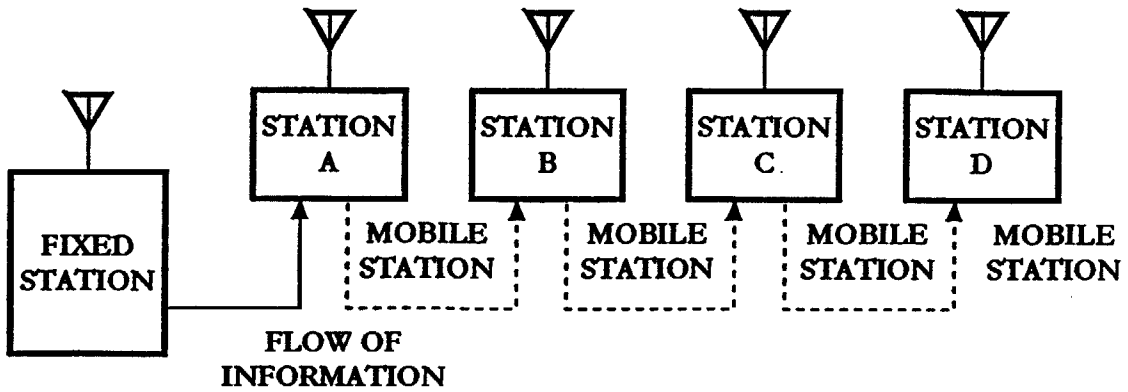 STATION
A
STATION
B
STATION
C
STATION
D
FIXED
STATION
MOBILE
STATION
MOBILE
STATION
MOBILE
STATION
MOBILE
STATION
FLOW OF
INFORMATION